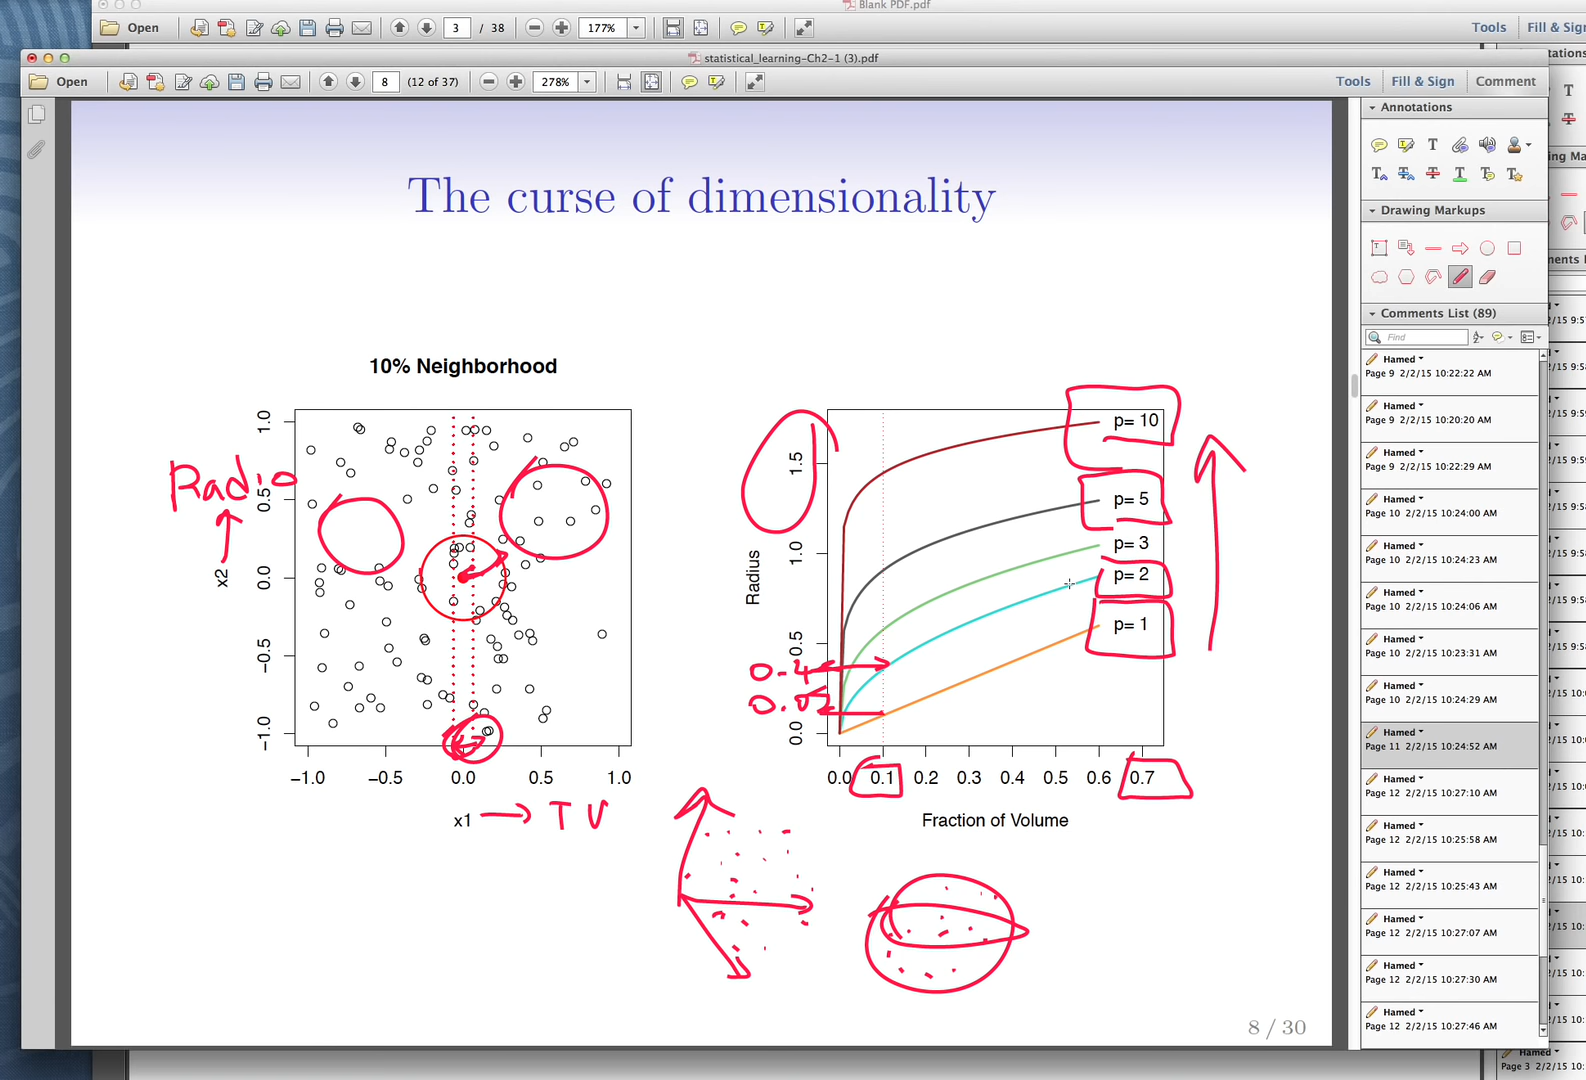 Blank PDF.pdf
Open 3 / 38 177% Tools Fill & Sign
statistical_learning-Ch2-1 (3).pdf
Open 8 (12 of 37) 278% Tools Fill & Sign Comment
The curse of dimensionality
10% Neighborhood
1.0
0.5
0.0
−0.5
−1.0
x2
Radio
−1.0 −0.5 0.0 0.5 1.0
x1 TV
p= 10
p= 5
p= 3
p= 2
p= 1
1.5
1.0
0.5
0.0
Radius
0.4
0.0 0.1 0.2 0.3 0.4 0.5 0.6 0.7
Fraction of Volume
8 / 30
Annotations
Drawing Markups
Comments List (89)
Find
Hamed
Page 9 2/2/15 10:22:22 AM
Hamed
Page 9 2/2/15 10:20:20 AM
Hamed
Page 9 2/2/15 10:22:29 AM
Hamed
Page 10 2/2/15 10:24:00 AM
Hamed
Page 10 2/2/15 10:24:23 AM
Hamed
Page 10 2/2/15 10:24:06 AM
Hamed
Page 10 2/2/15 10:23:31 AM
Hamed
Page 10 2/2/15 10:24:29 AM
Hamed
Page 11 2/2/15 10:24:52 AM
Hamed
Page 12 2/2/15 10:27:10 AM
Hamed
Page 12 2/2/15 10:25:58 AM
Hamed
Page 12 2/2/15 10:25:43 AM
Hamed
Page 12 2/2/15 10:27:07 AM
Hamed
Page 12 2/2/15 10:27:30 AM
Hamed
Page 12 2/2/15 10:27:46 AM
Hamed
Page 3 2/2/15 10: